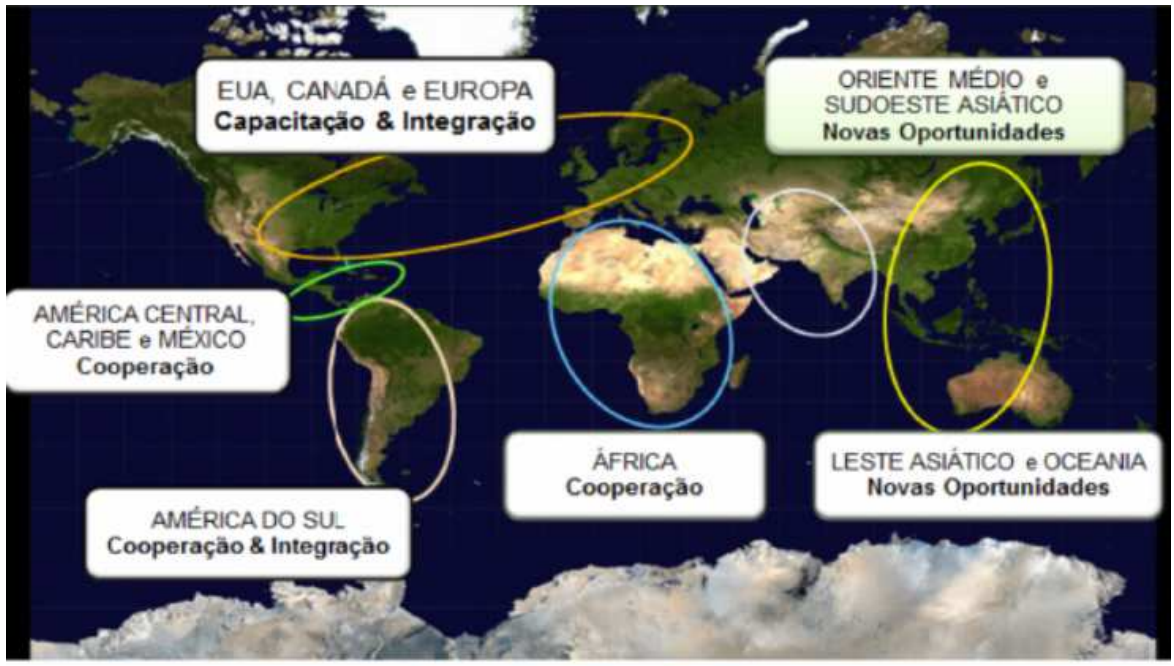 EUA, CANADÁ e EUROPA
Capacitação & Integração
ORIENTE MÉDIO e
SUDOESTE ASIÁTICO
Novas Oportunidades
AMÉRICA CENTRAL,
CARIBE e MÉXICO
Cooperação
ÁFRICA
Cooperação
LESTE ASIÁTICO e OCEANIA
Novas Oportunidades
AMÉRICA DO SUL
Cooperação & Integração